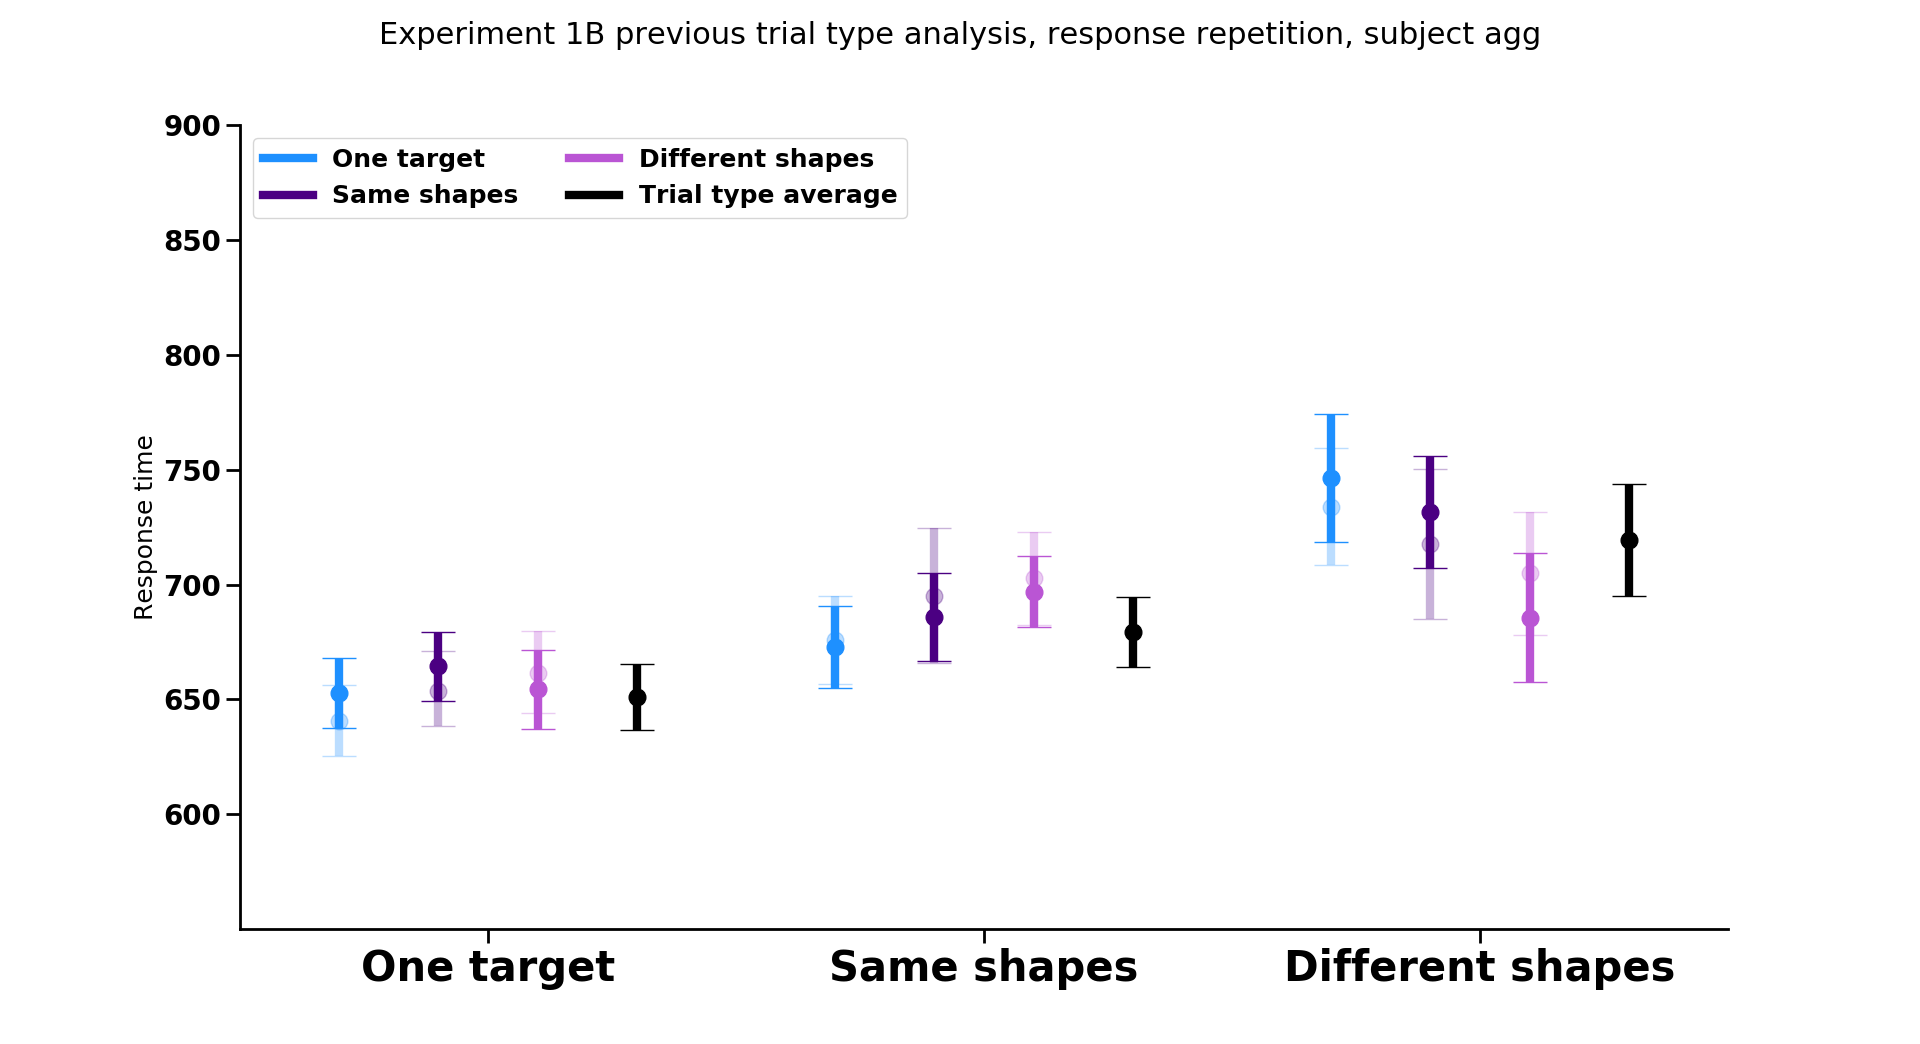 Experiment 1B previous trial type analysis, response repetition, subject agg
900
850
800
750
700
650
600
Response time
One target
Same shapes
Different shapes
Trial type average
One target
Same shapes
Different shapes